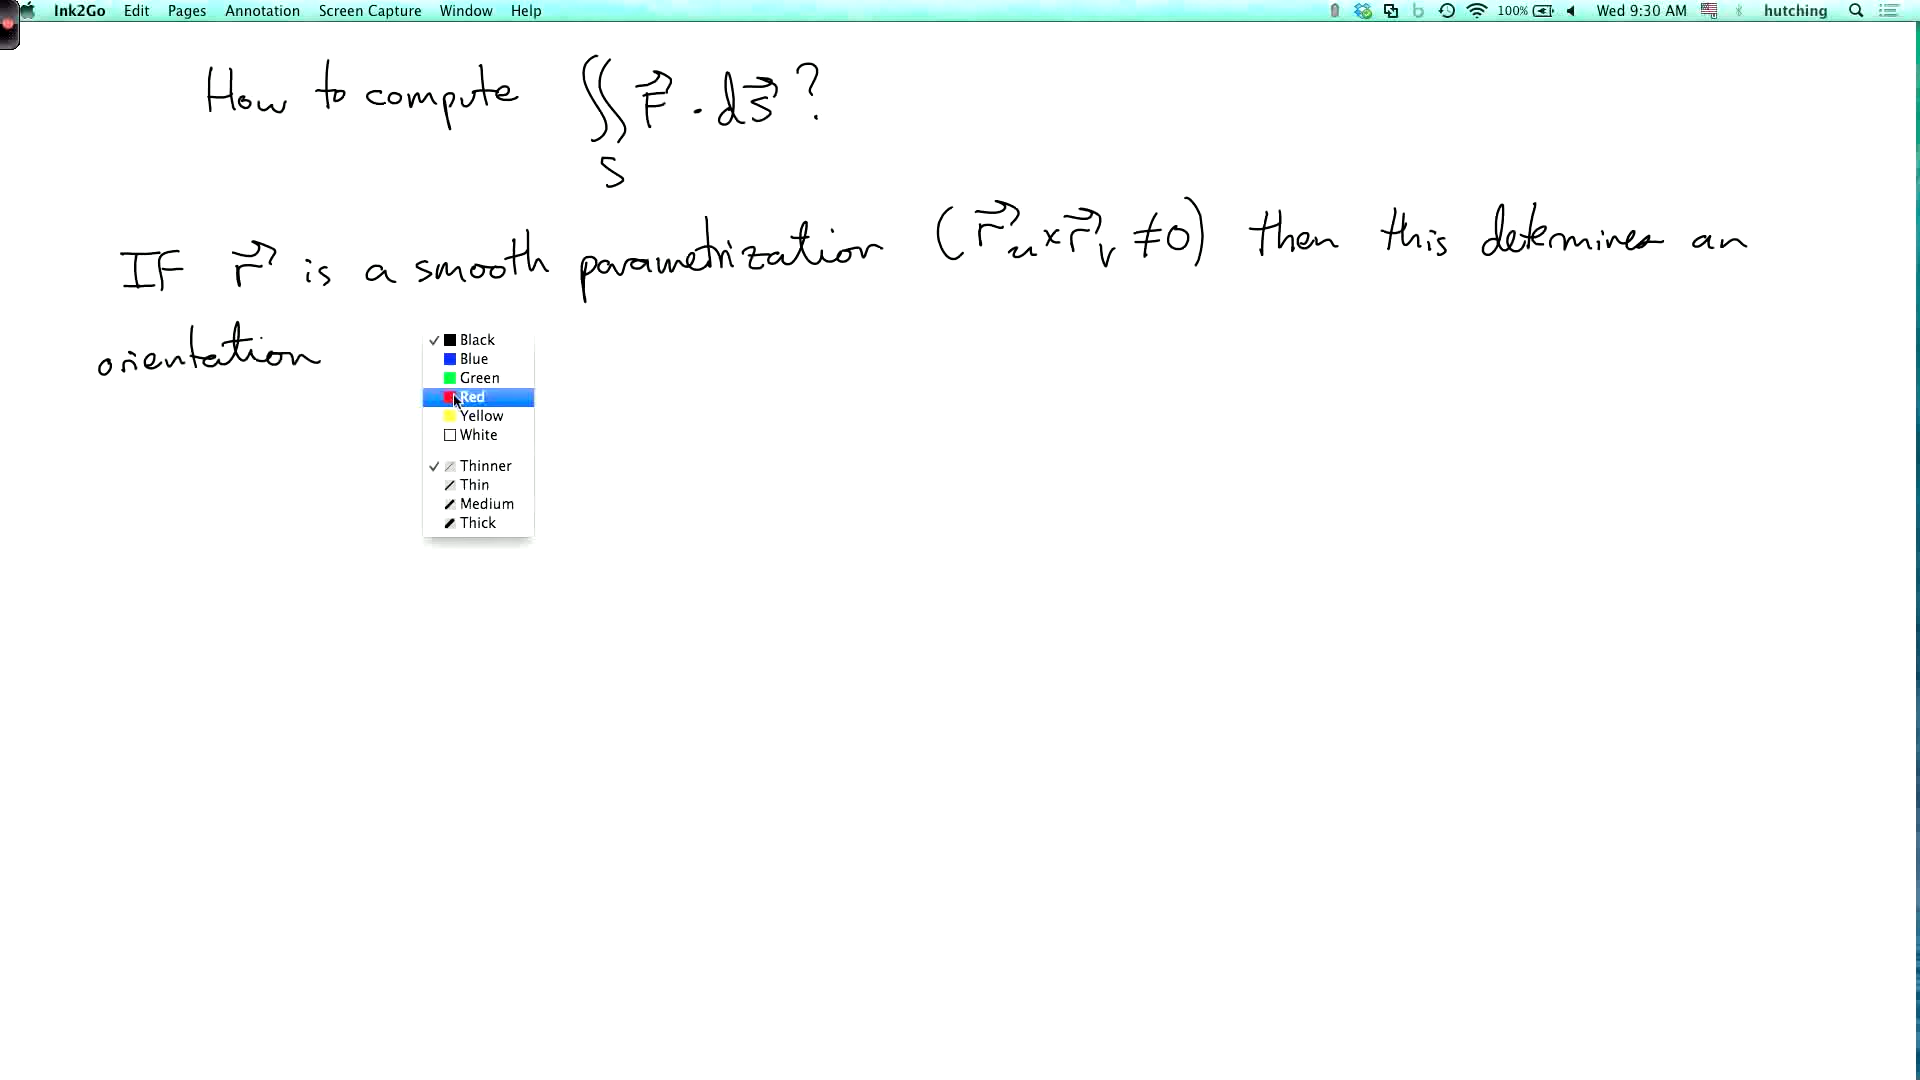 Ink2Go Edit Pages Annotation Screen Capture Window Help 100% Wed 9:30 AM hutching
How to compute ∬_S F⃗ · dS⃗ ?
IF r⃗ is a smooth parametrization (r⃗_u × r⃗_v ≠ 0) then this determines an
orientation
✓ Black
Blue
Green
Red
Yellow
White
✓ Thinner
Thin
Medium
Thick